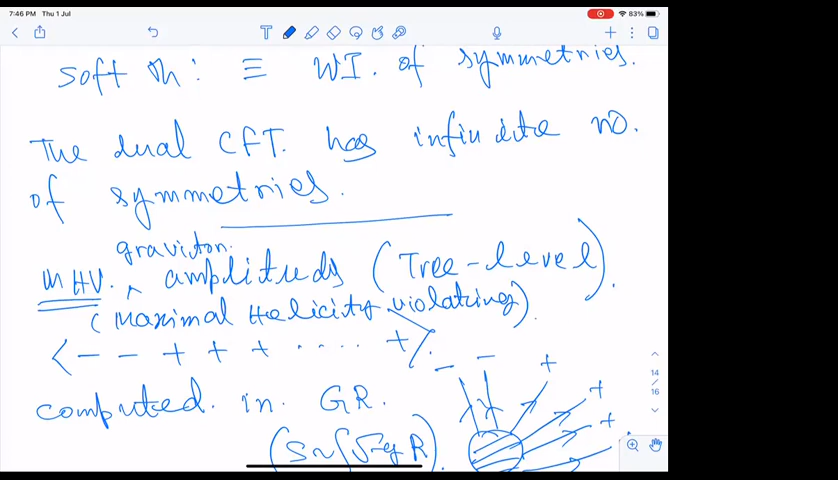 7:46 PM Thu 1 Jul
83%
Soft Th: ≡ WI. of symmetries.
The dual CFT. has infinite no.
of symmetries.
graviton.
MHV. ^ amplitudes (Tree-level).
(Maximal Helicity violating).
< - - + + + .... + >.
- - + + +
computed. in GR.
(S ~ ∫√-g R).
14
16